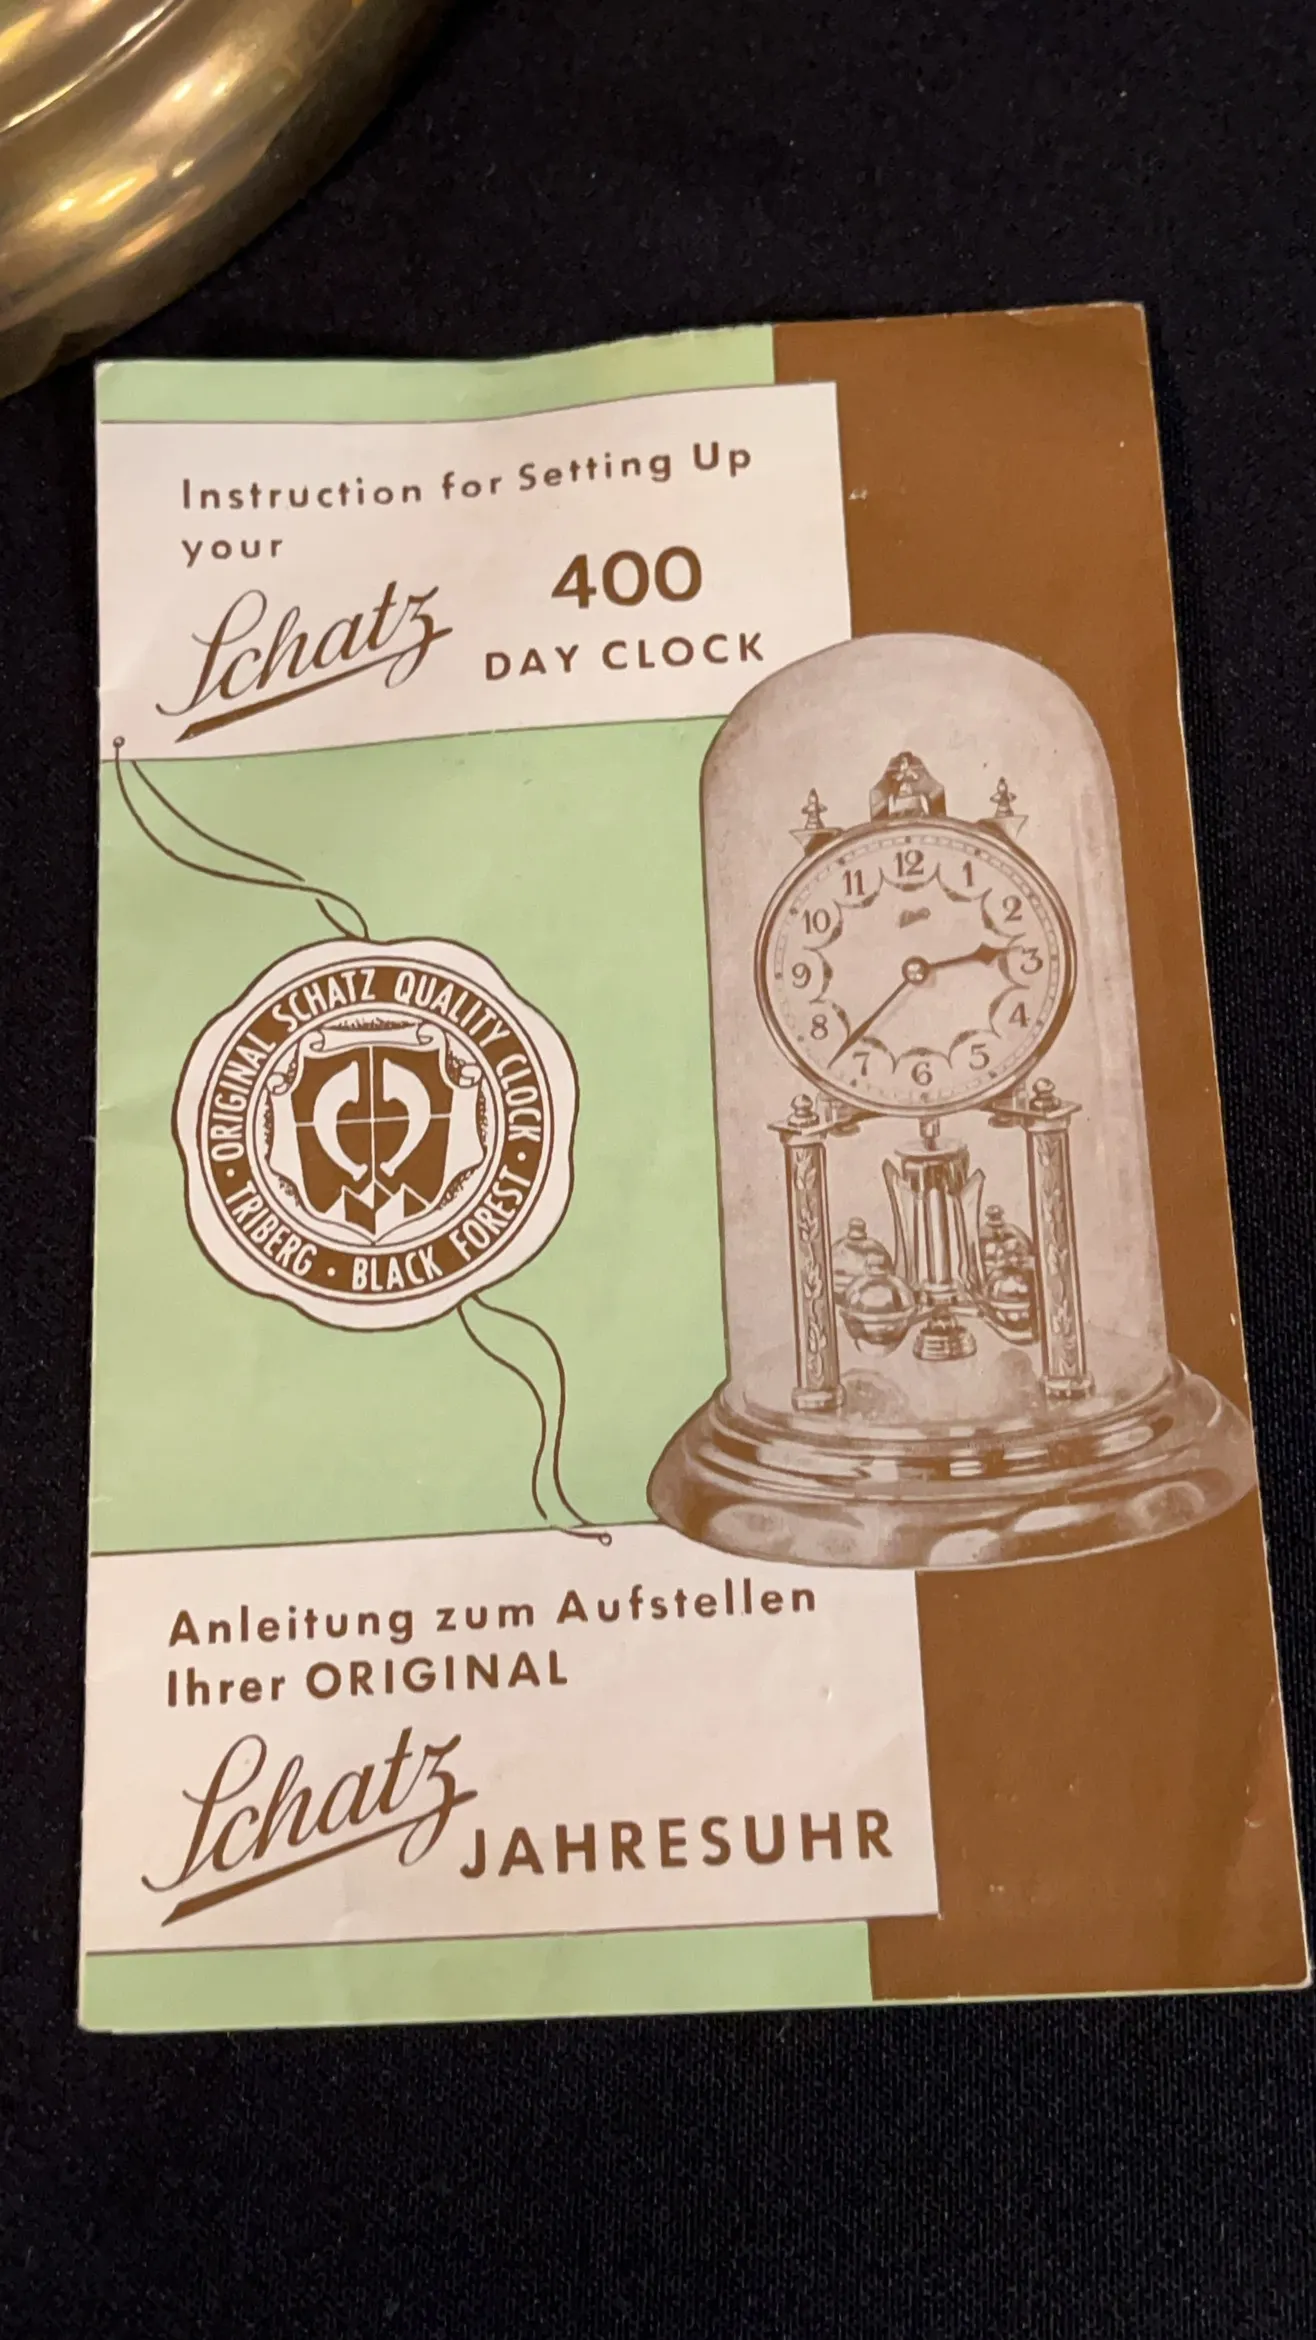 Instruction for Setting Up
your
Schatz 400
DAY CLOCK
12
1
2
3
4
5
6
7
8
9
10
11
· ORIGINAL SCHATZ QUALITY CLOCK ·
TRIBERG · BLACK FOREST
Anleitung zum Aufstellen
Ihrer ORIGINAL
Schatz JAHRESUHR